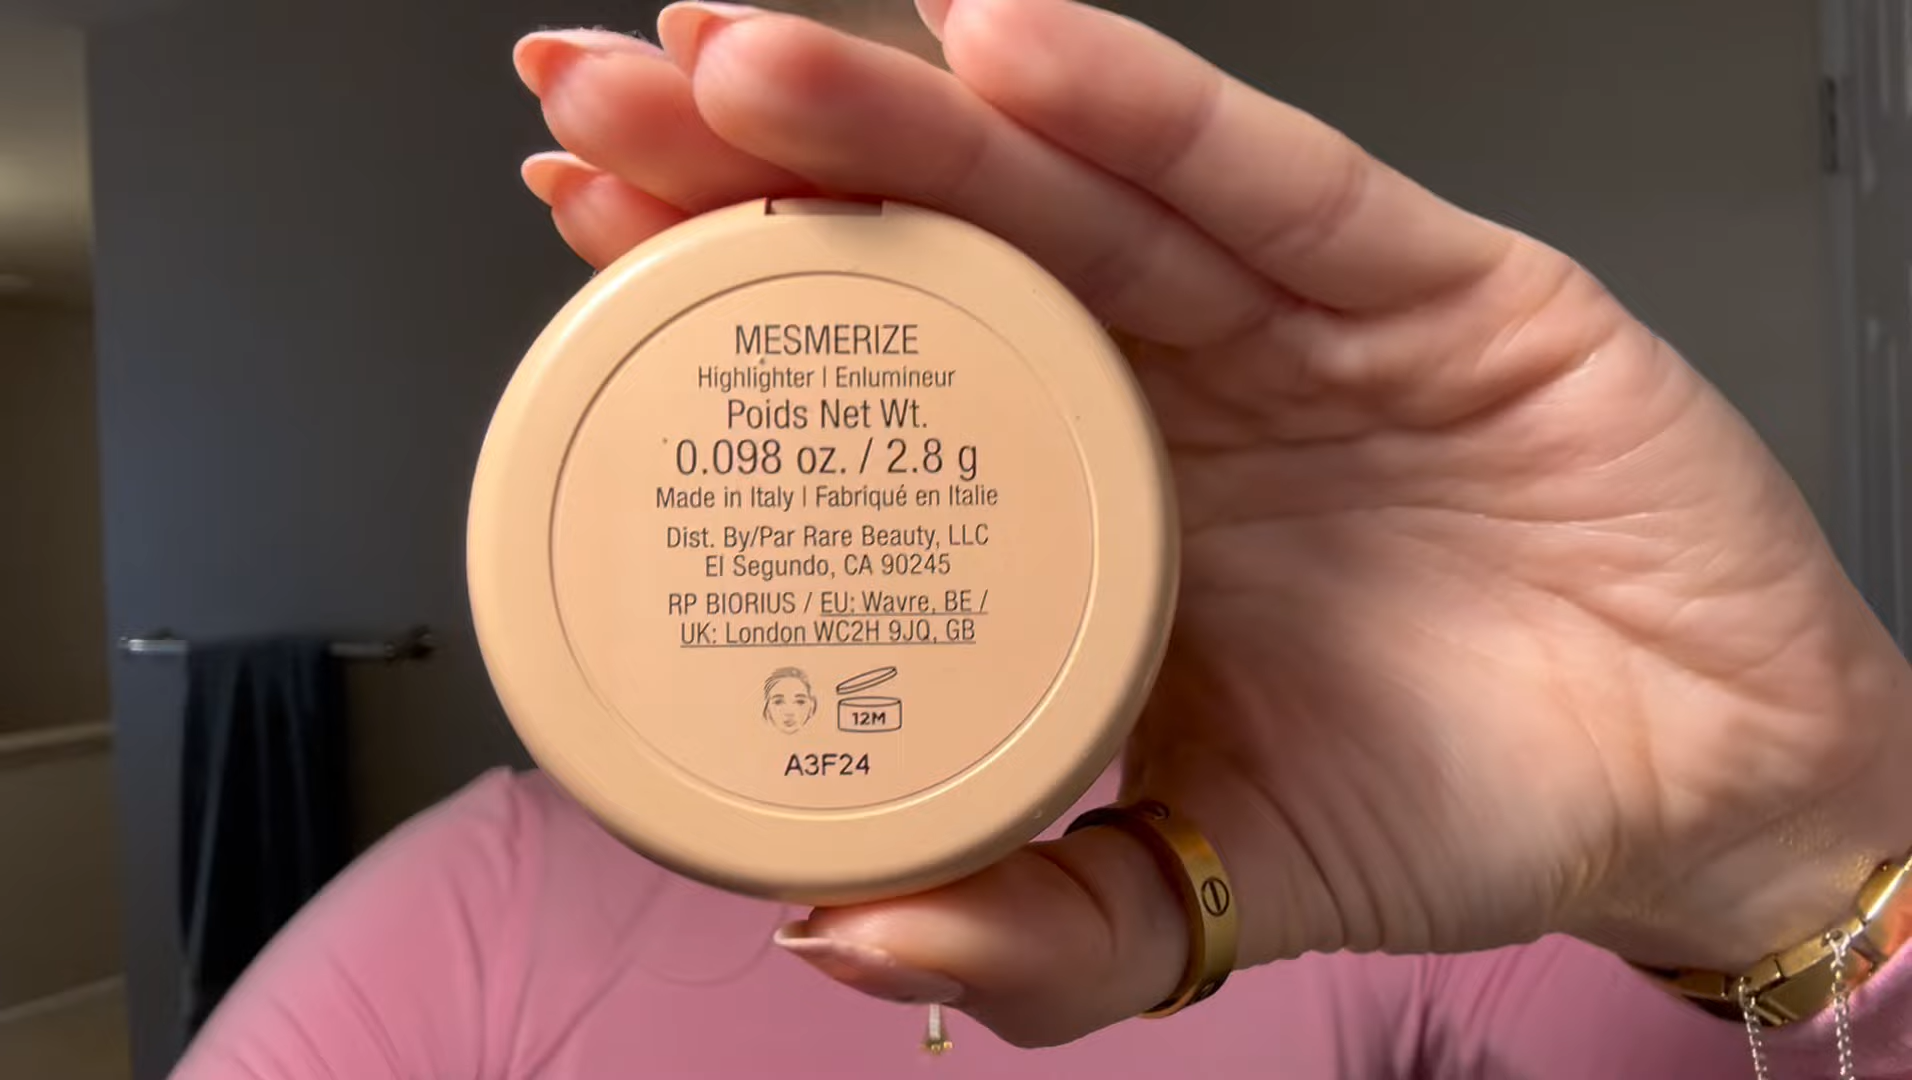 MESMERIZE
Highlighter | Enlumineur
Poids Net Wt.
0.098 oz. / 2.8 g
Made in Italy | Fabriqué en Italie
Dist. By/Par Rare Beauty, LLC
El Segundo, CA 90245
RP BIORIUS / EU: Wavre, BE /
UK: London WC2H 9JQ, GB
12M
A3F24